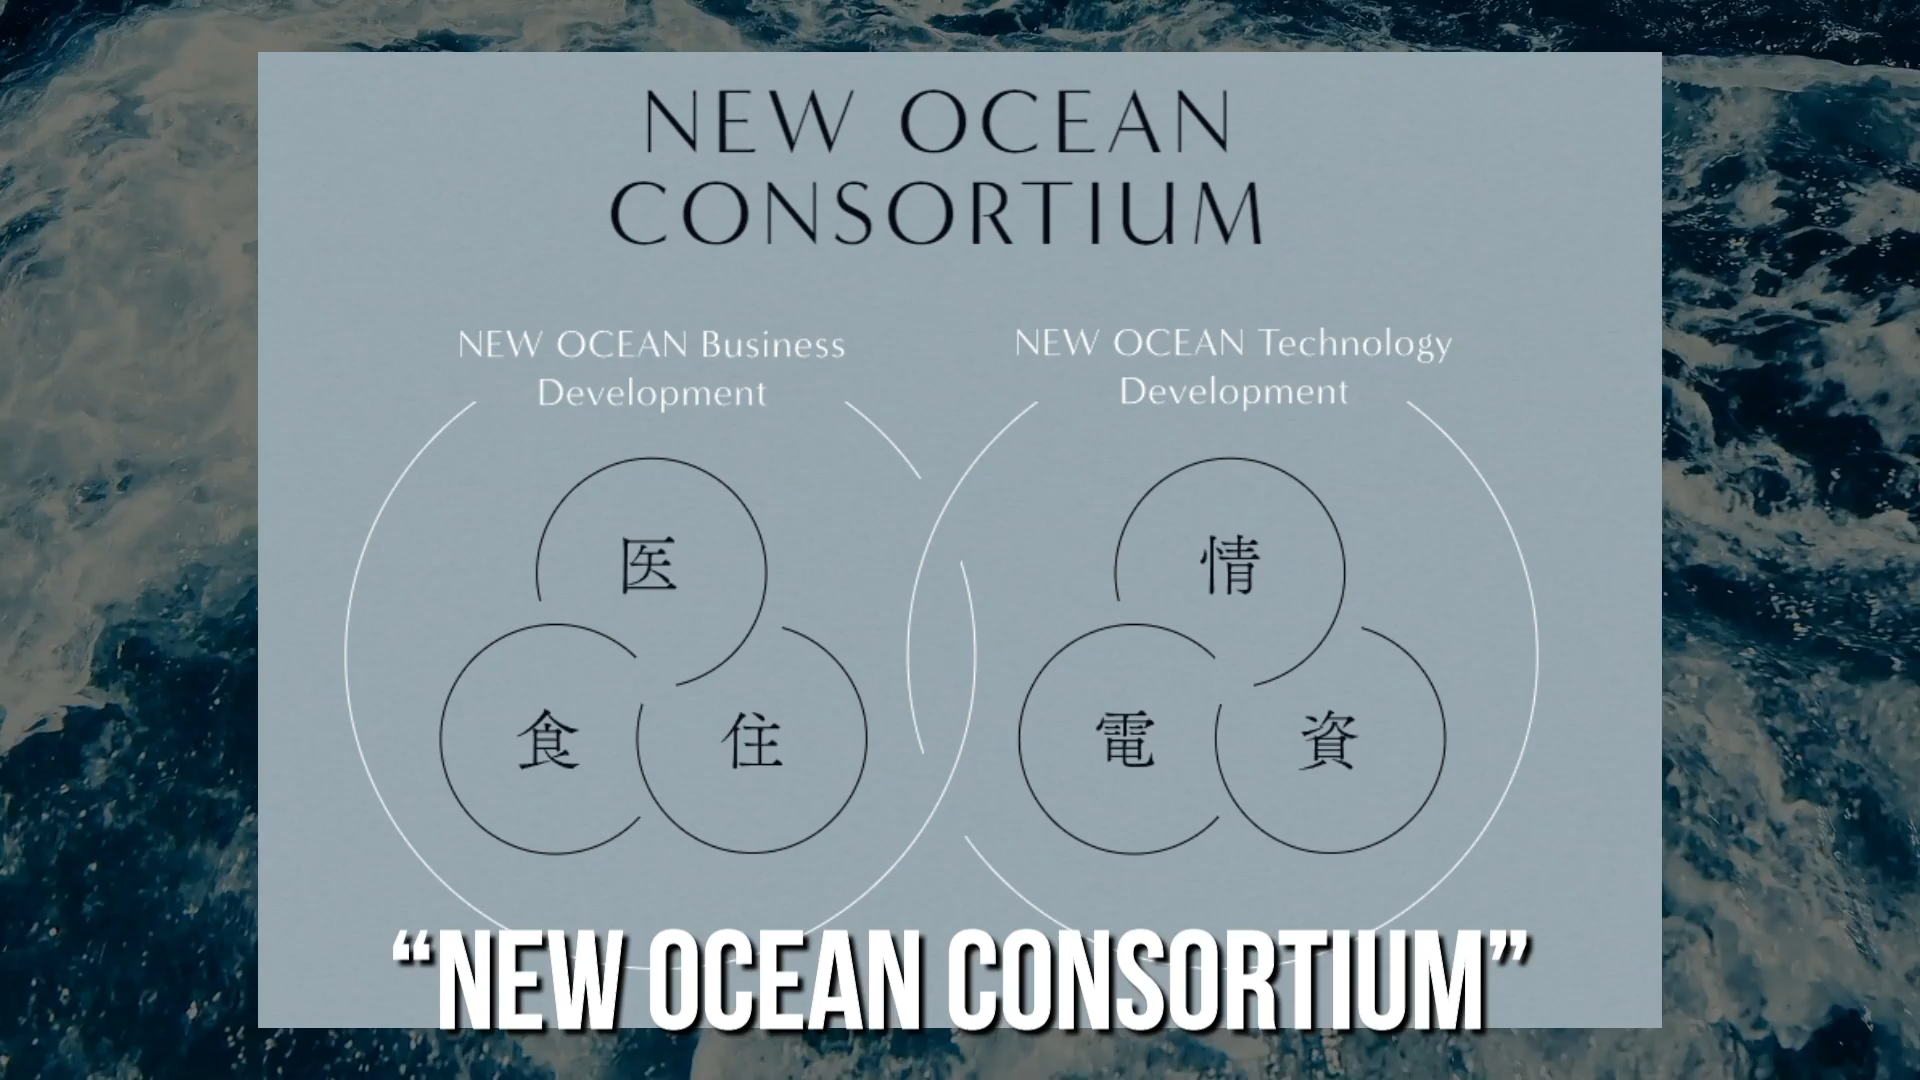 NEW OCEAN
CONSORTIUM
NEW OCEAN Business
Development
医
食
住
NEW OCEAN Technology
Development
情
電
資
“NEW OCEAN CONSORTIUM”